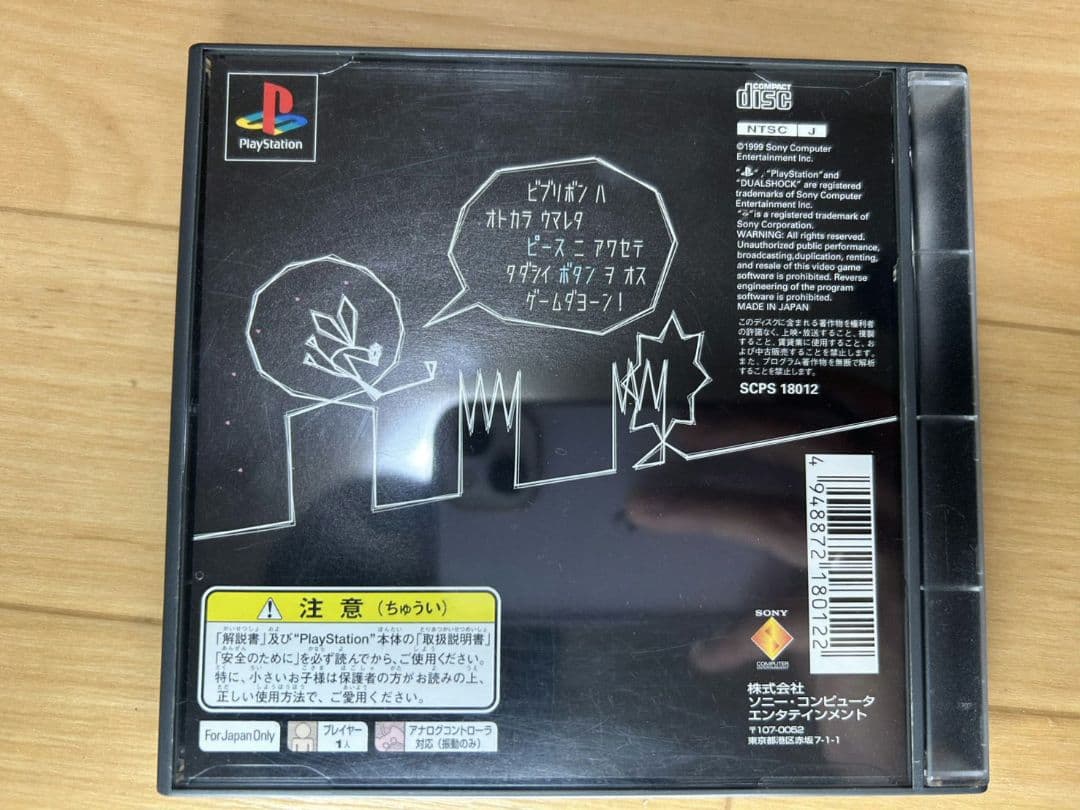 PlayStation
COMPACT
disc
NTSC J
©1999 Sony Computer
Entertainment Inc.
"PlayStation"and
"DUALSHOCK" are registered
trademarks of Sony Computer
Entertainment Inc.
is a registered trademark of
Sony Corporation.
WARNING: All rights reserved.
Unauthorized public performance,
broadcasting,duplication, renting,
and resale of this video game
software is prohibited. Reverse
engineering of the program
software is prohibited.
MADE IN JAPAN
このディスクに含まれる著作物を権利者
の許諾なく、上映・放送すること、複製
すること、賃貸業に使用すること、お
よび中古販売することを禁止します。
また、プログラム著作物を無断で解析
することを禁止します。
SCPS 18012
ビブリボン ハ
オトカラ ウマレタ
ピース ニ アワセテ
タダシイ ボタン ヲ オス
ゲームダヨーン!
4 948872 180122
注 意 (ちゅうい)
「解説書」及び"PlayStation"本体の「取扱説明書」
「安全のために」を必ず読んでから、ご使用ください。
特に、小さいお子様は保護者の方がお読みの上、
正しい使用方法で、ご愛用ください。
For Japan Only
プレイヤー
1人
アナログコントローラ
対応(振動のみ)
SONY
COMPUTER
ENTERTAINMENT
株式会社
ソニー・コンピュータ
エンタテインメント
〒107-0052
東京都港区赤坂7-1-1